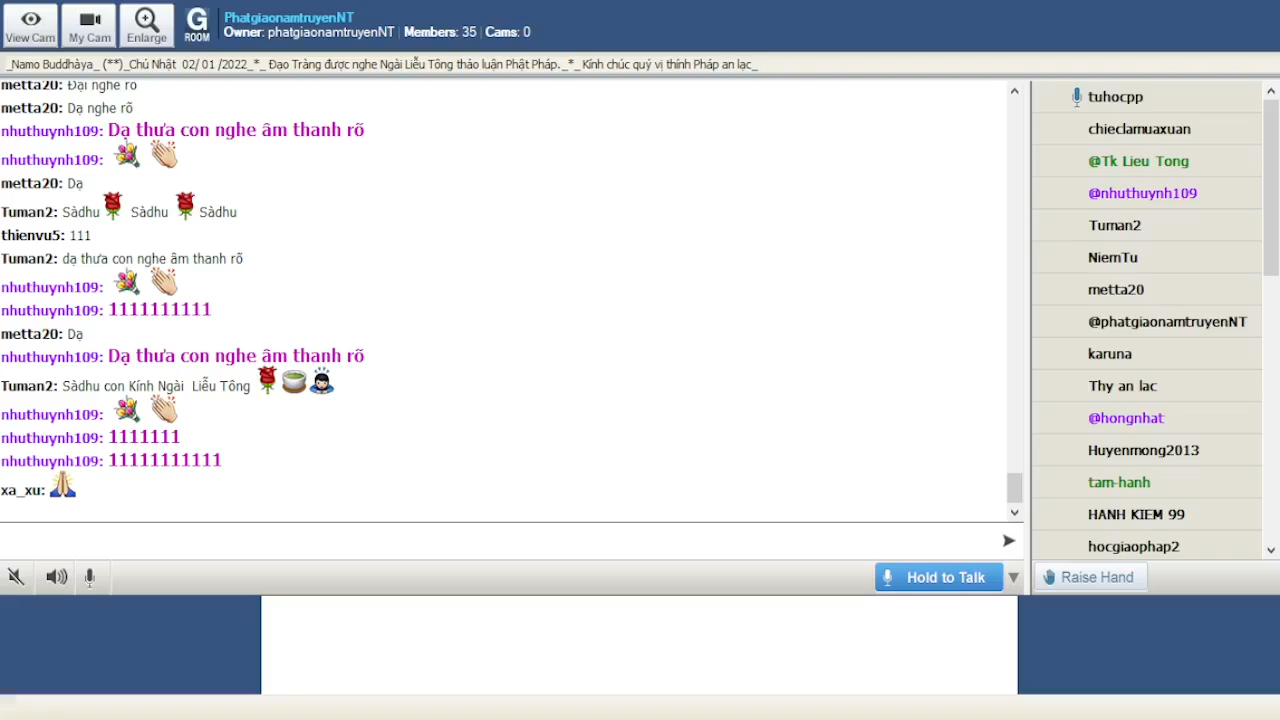 View Cam
My Cam
Enlarge
G
ROOM
PhatgiaonamtruyenNT
Owner: phatgiaonamtruyenNT | Members: 35 | Cams: 0
_Namo Buddhàya_ (**)_Chủ Nhật 02/ 01 /2022_*_ Đạo Tràng được nghe Ngài Liễu Tông thảo luận Phật Pháp._*_ Kính chúc quý vị thính Pháp an lạc_
metta20: Đại nghe rõ
metta20: Dạ nghe rõ
nhuthuynh109: Dạ thưa con nghe âm thanh rõ
nhuthuynh109:
metta20: Dạ
Tuman2: Sàdhu Sàdhu Sàdhu
thienvu5: 111
Tuman2: dạ thưa con nghe âm thanh rõ
nhuthuynh109:
nhuthuynh109: 1111111111
metta20: Dạ
nhuthuynh109: Dạ thưa con nghe âm thanh rõ
Tuman2: Sàdhu con Kính Ngài Liễu Tông
nhuthuynh109:
nhuthuynh109: 1111111
nhuthuynh109: 11111111111
xa_xu:
tuhocpp
chieclamuaxuan
@Tk Lieu Tong
@nhuthuynh109
Tuman2
NiemTu
metta20
@phatgiaonamtruyenNT
karuna
Thy an lac
@hongnhat
Huyenmong2013
tam-hanh
HANH KIEM 99
hocgiaophap2
Hold to Talk
Raise Hand